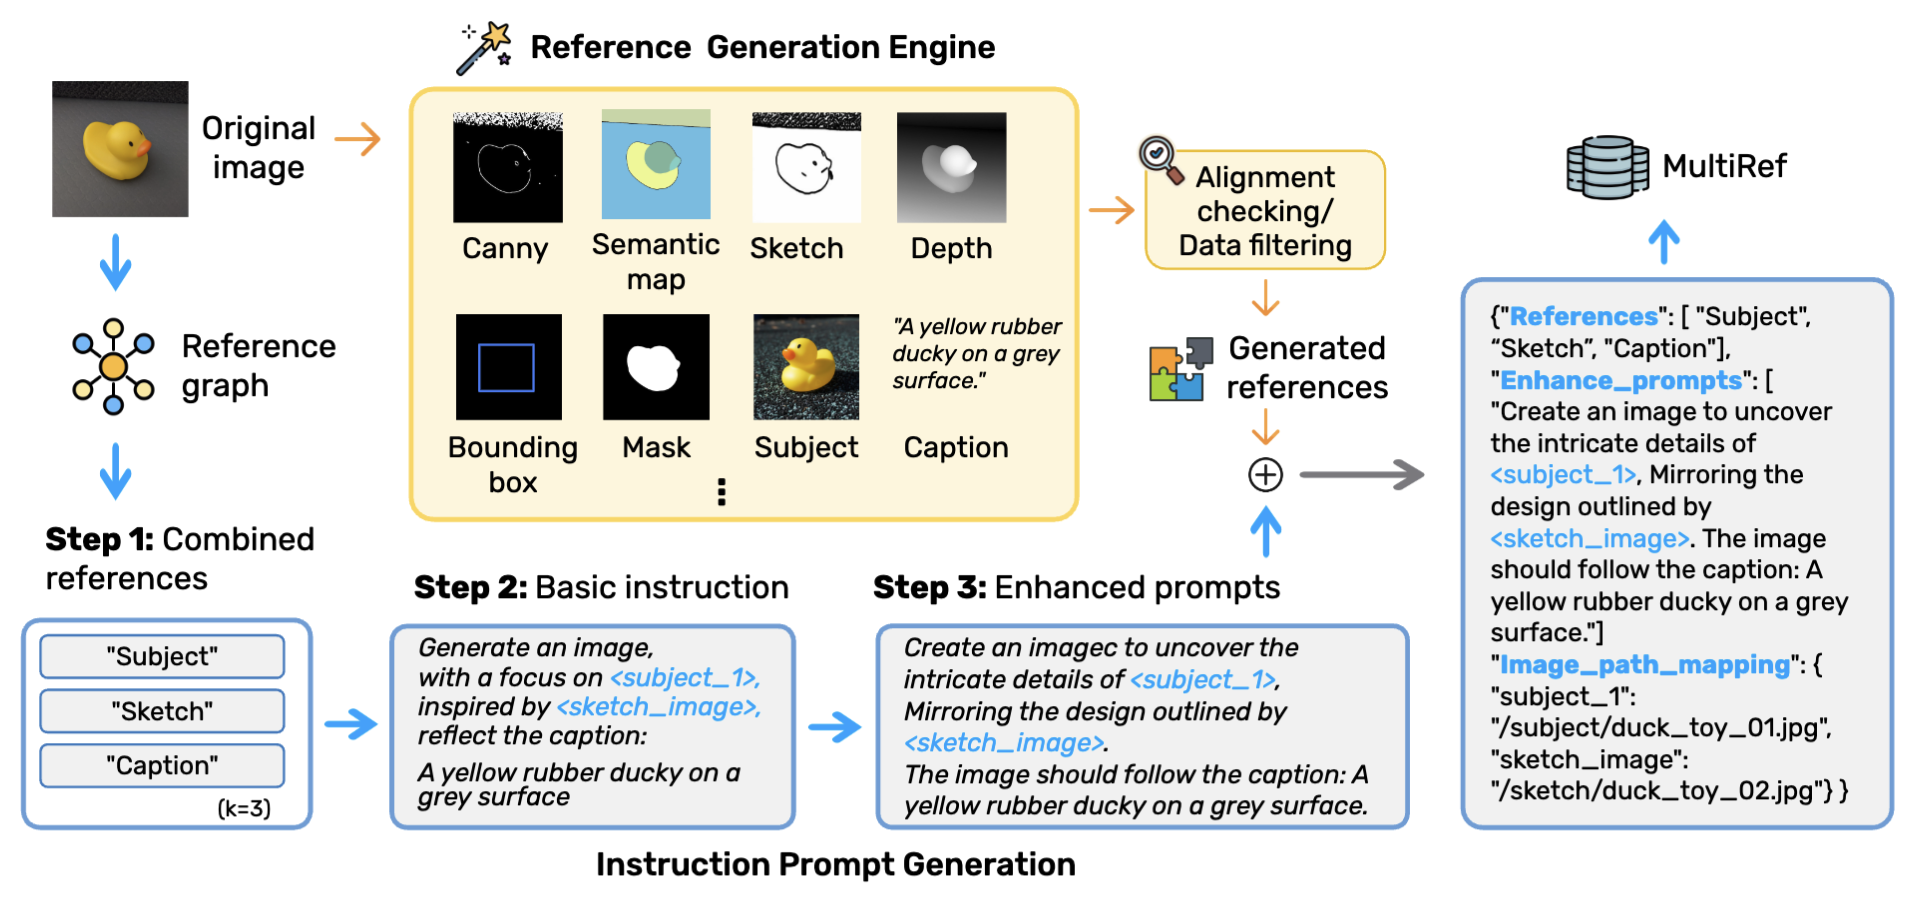 Reference Generation Engine
Original
image
Canny
Semantic
map
Sketch
Depth
"A yellow rubber
ducky on a grey
surface."
Bounding
box
Mask
Subject
Caption
Alignment
checking/
Data filtering
Generated
references
MultiRef
Reference
graph
Step 1: Combined
references
"Subject"
"Sketch"
"Caption"
(k=3)
Step 2: Basic instruction
Generate an image,
with a focus on <subject_1>,
inspired by <sketch_image>,
reflect the caption:
A yellow rubber ducky on a
grey surface
Step 3: Enhanced prompts
Create an imagec to uncover the
intricate details of <subject_1>,
Mirroring the design outlined by
<sketch_image>.
The image should follow the caption: A
yellow rubber ducky on a grey surface.
{"References": [ "Subject",
“Sketch”, "Caption"],
"Enhance_prompts": [
"Create an image to uncover
the intricate details of
<subject_1>, Mirroring the
design outlined by
<sketch_image>. The image
should follow the caption: A
yellow rubber ducky on a grey
surface."]
"Image_path_mapping": {
"subject_1":
"/subject/duck_toy_01.jpg",
"sketch_image":
"/sketch/duck_toy_02.jpg"} }
Instruction Prompt Generation